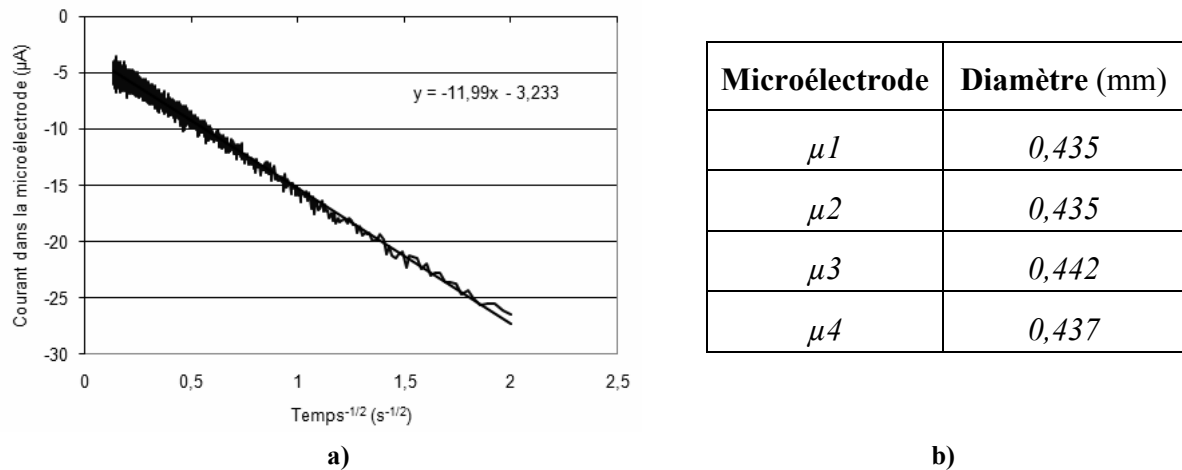 0
-5
-10
-15
-20
-25
-30
Courant dans la microélectrode (µA)
y = -11,99x - 3,233
0
0,5
1
1,5
2
2,5
Temps⁻¹/² (s⁻¹/²)
a)
Microélectrode Diamètre (mm)
µ1 0,435
µ2 0,435
µ3 0,442
µ4 0,437
b)